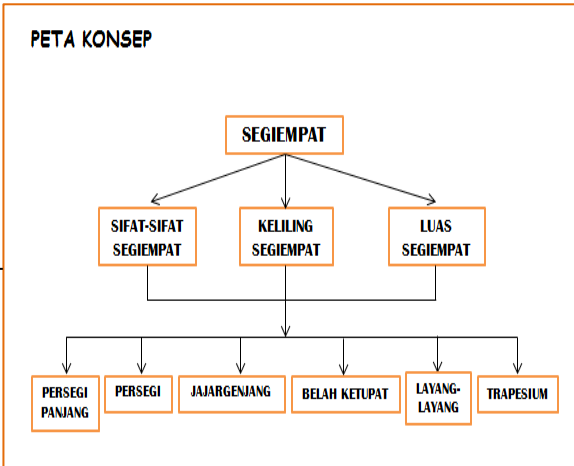 PETA KONSEP
SEGIEMPAT
SIFAT-SIFAT
SEGIEMPAT
KELILING
SEGIEMPAT
LUAS
SEGIEMPAT
PERSEGI
PANJANG
PERSEGI
JAJARGENJANG
BELAH KETUPAT
LAYANG-
LAYANG
TRAPESIUM